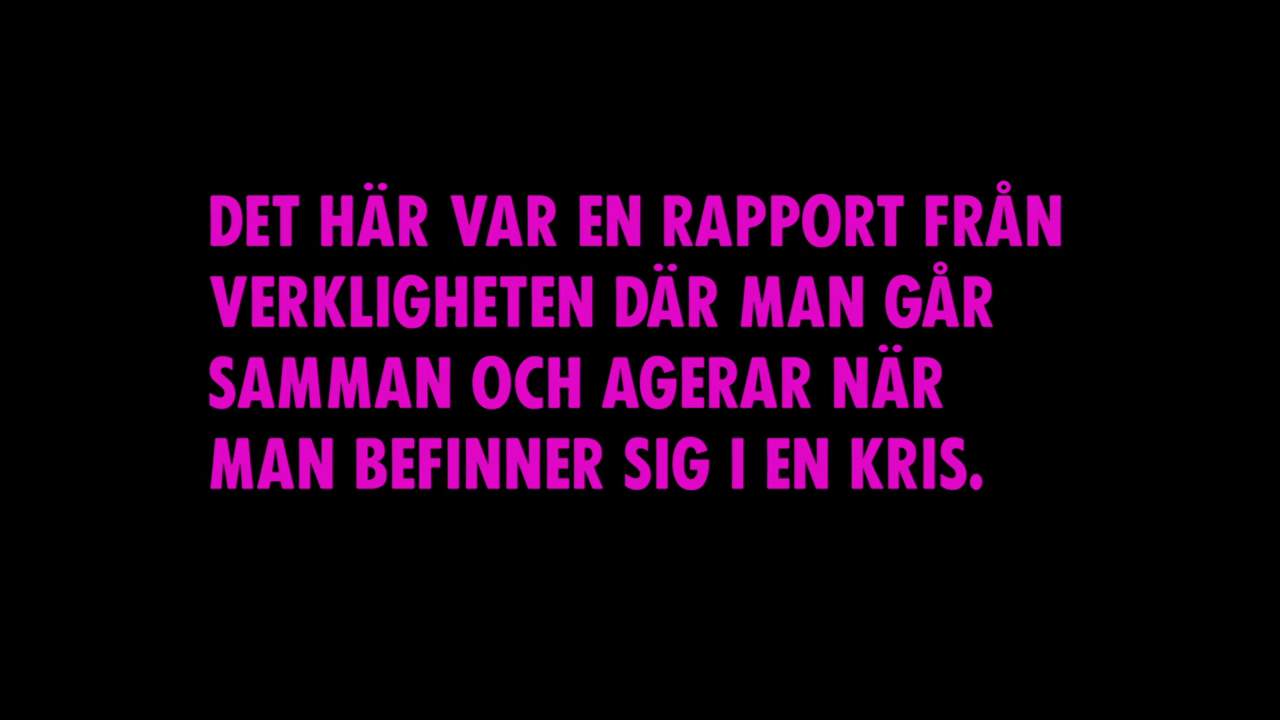 DET HÄR VAR EN RAPPORT FRÅN
VERKLIGHETEN DÄR MAN GÅR
SAMMAN OCH AGERAR NÄR
MAN BEFINNER SIG I EN KRIS.